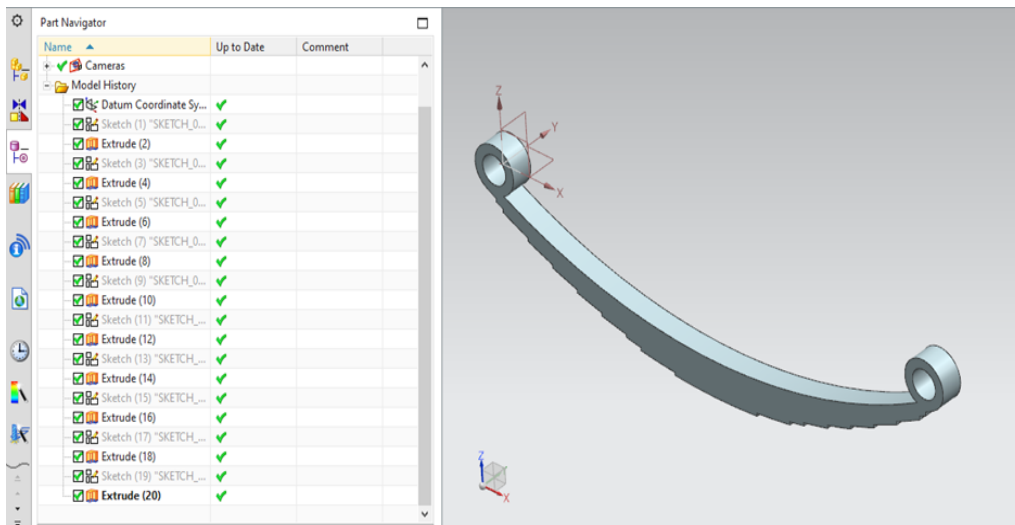 Part Navigator
Name Up to Date Comment
Cameras
Model History
Datum Coordinate Sy...
Sketch (1) "SKETCH_0...
Extrude (2)
Sketch (3) "SKETCH_0...
Extrude (4)
Sketch (5) "SKETCH_0...
Extrude (6)
Sketch (7) "SKETCH_0...
Extrude (8)
Sketch (9) "SKETCH_0...
Extrude (10)
Sketch (11) "SKETCH_...
Extrude (12)
Sketch (13) "SKETCH_...
Extrude (14)
Sketch (15) "SKETCH_...
Extrude (16)
Sketch (17) "SKETCH_...
Extrude (18)
Sketch (19) "SKETCH_...
Extrude (20)
Z
Y
X
Z
X